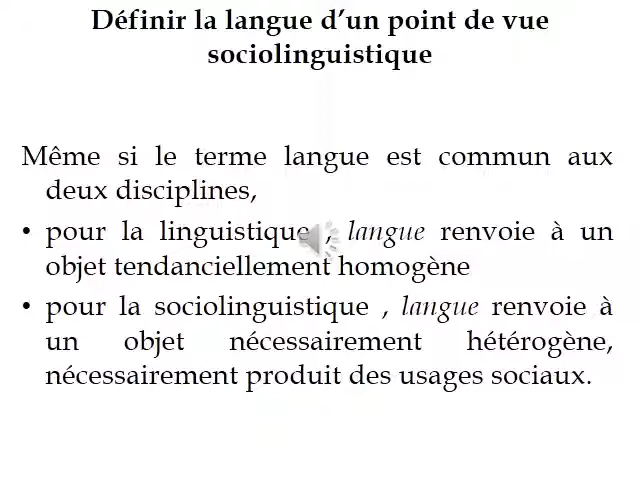 Définir la langue d’un point de vue
sociolinguistique
Même si le terme langue est commun aux
deux disciplines,
• pour la linguistique , langue renvoie à un
objet tendanciellement homogène
• pour la sociolinguistique , langue renvoie à
un objet nécessairement hétérogène,
nécessairement produit des usages sociaux.